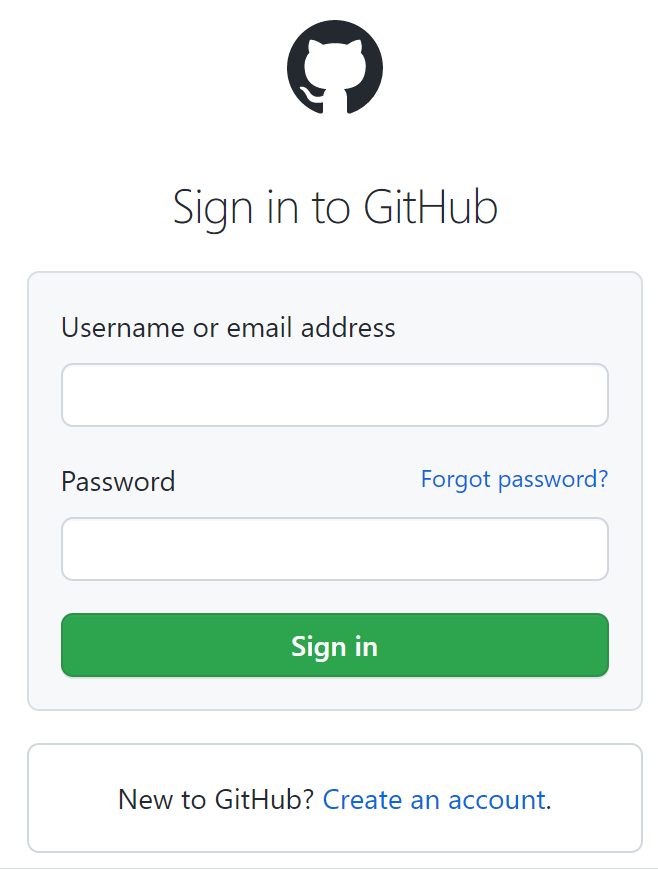 Sign in to GitHub
Username or email address
Password Forgot password?
Sign in
New to GitHub? Create an account.